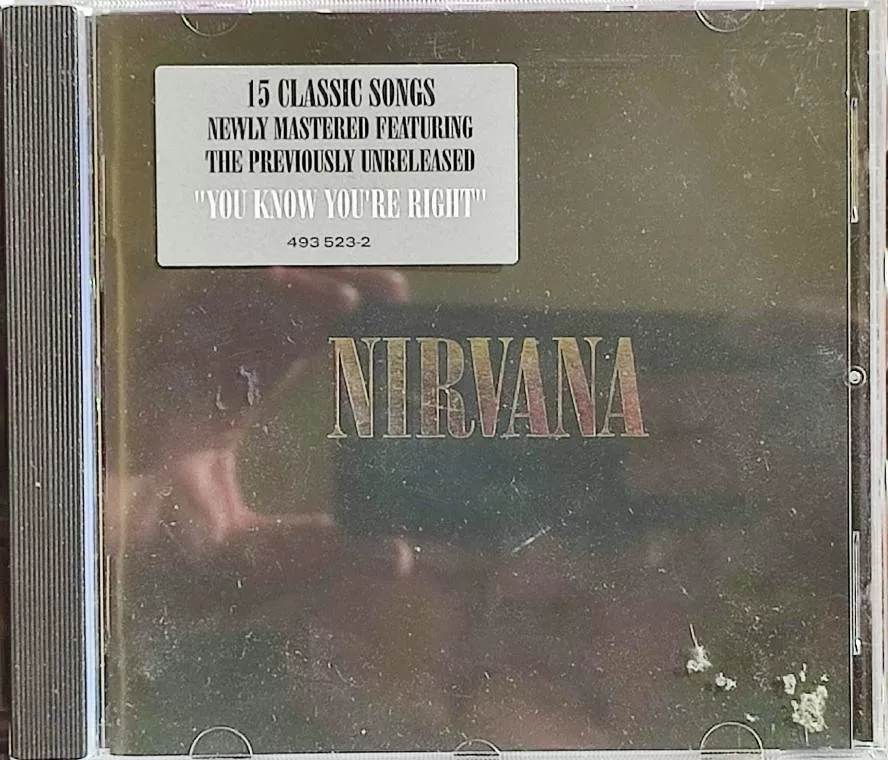 15 CLASSIC SONGS
NEWLY MASTERED FEATURING
THE PREVIOUSLY UNRELEASED
"YOU KNOW YOU'RE RIGHT"
493 523-2
NIRVANA